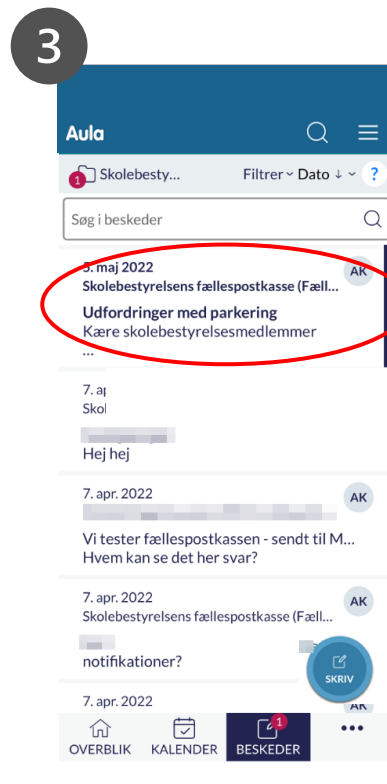 3
Aula
1 Skolebesty... Filtrer Dato ↓ ?
Søg i beskeder
5. maj 2022 AK
Skolebestyrelsens fællespostkasse (Fæll...
Udfordringer med parkering
Kære skolebestyrelsesmedlemmer
...
7.
Hej hej
7. apr. 2022 AK
Vi tester fællespostkassen - sendt til M...
Hvem kan se det her svar?
7. apr. 2022 AK
Skolebestyrelsens fællespostkasse (Fæll...
notifikationer?
SKRIV
7. apr. 2022 AK
1
OVERBLIK KALENDER BESKEDER